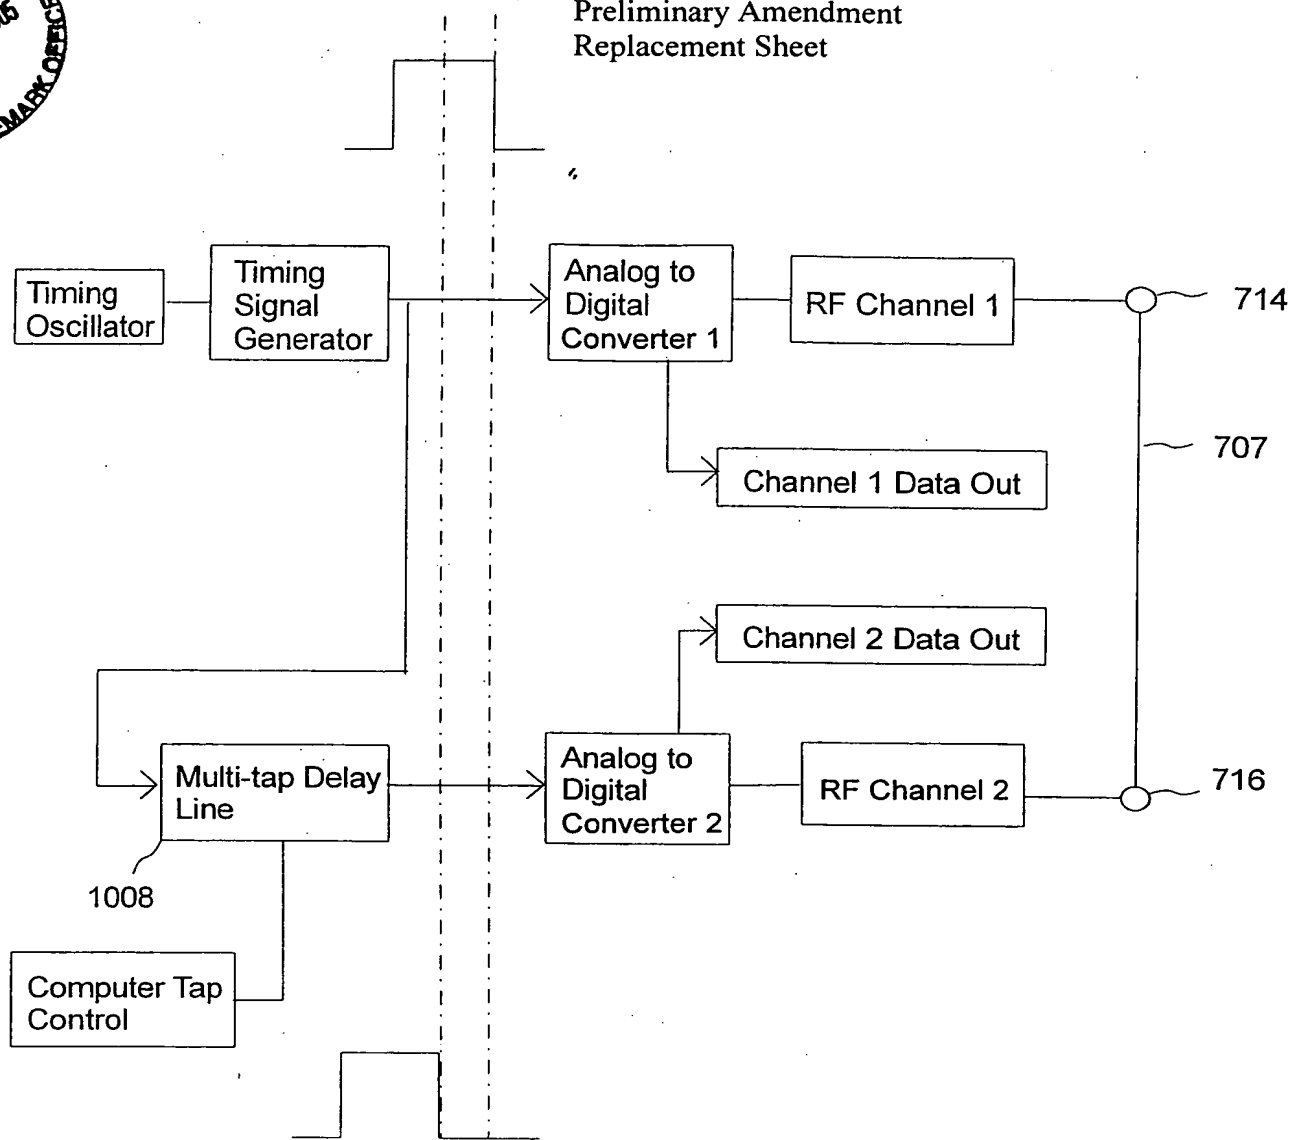 Preliminary Amendment
Replacement Sheet
Timing
Oscillator
Timing
Signal
Generator
Analog to
Digital
Converter 1
RF Channel 1
714
707
Channel 1 Data Out
Channel 2 Data Out
Multi-tap Delay
Line
1008
Analog to
Digital
Converter 2
RF Channel 2
716
Computer Tap
Control